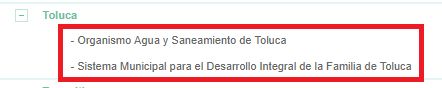 Toluca
- Organismo Agua y Saneamiento de Toluca
- Sistema Municipal para el Desarrollo Integral de la Familia de Toluca